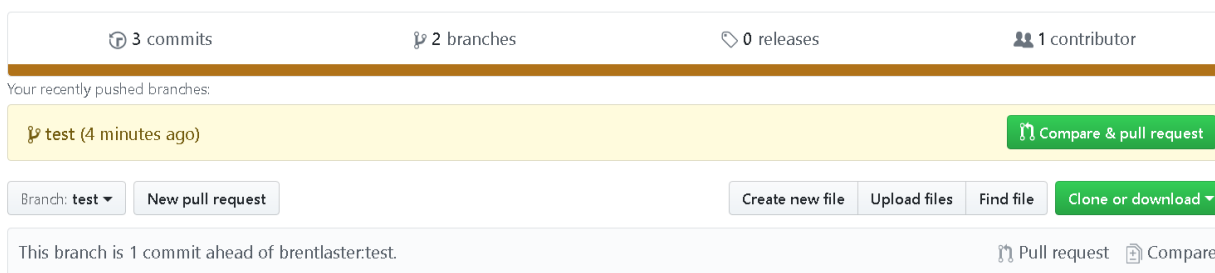 3 commits 2 branches 0 releases 1 contributor
Your recently pushed branches:
test (4 minutes ago) Compare & pull request
Branch: test New pull request Create new file Upload files Find file Clone or download
This branch is 1 commit ahead of brentlaster:test. Pull request Compare